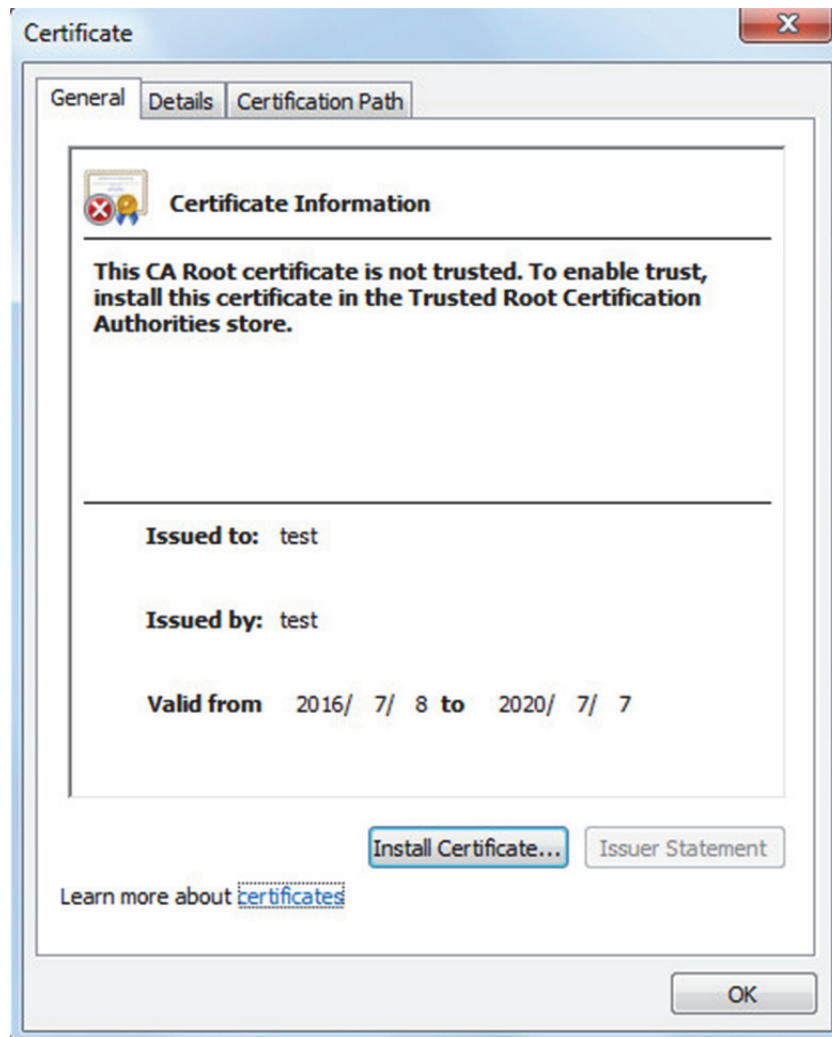 Certificate
General Details Certification Path
Certificate Information
This CA Root certificate is not trusted. To enable trust,
install this certificate in the Trusted Root Certification
Authorities store.
Issued to: test
Issued by: test
Valid from 2016/ 7/ 8 to 2020/ 7/ 7
Install Certificate... Issuer Statement
Learn more about certificates
OK